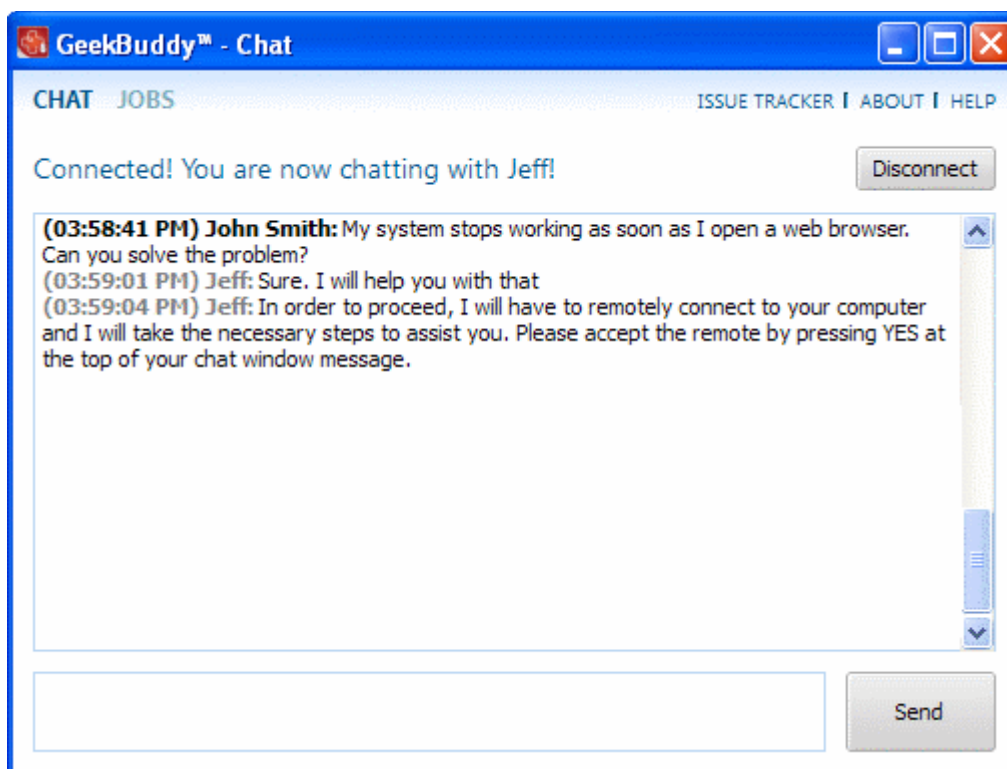 GeekBuddy™ - Chat
CHAT JOBS
ISSUE TRACKER | ABOUT | HELP
Connected! You are now chatting with Jeff!
Disconnect
(03:58:41 PM) John Smith: My system stops working as soon as I open a web browser.
Can you solve the problem?
(03:59:01 PM) Jeff: Sure. I will help you with that
(03:59:04 PM) Jeff: In order to proceed, I will have to remotely connect to your computer
and I will take the necessary steps to assist you. Please accept the remote by pressing YES at
the top of your chat window message.
Send